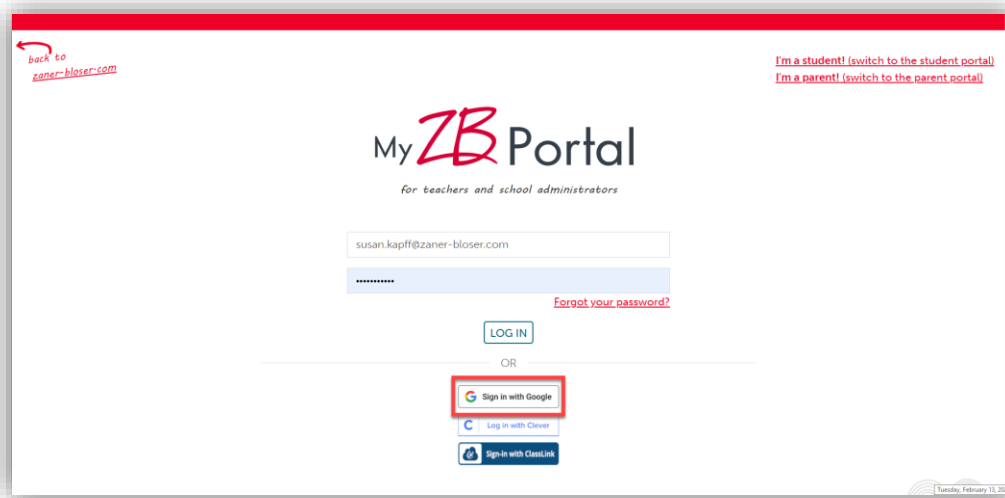 back to
zaner-bloser.com
I'm a student! (switch to the student portal)
I'm a parent! (switch to the parent portal)
My ZB Portal
for teachers and school administrators
susan.kapff@zaner-bloser.com
•••••••••••
Forgot your password?
LOG IN
OR
Sign in with Google
C Log in with Clever
Sign-in with ClassLink
Tuesday, February 13, 20